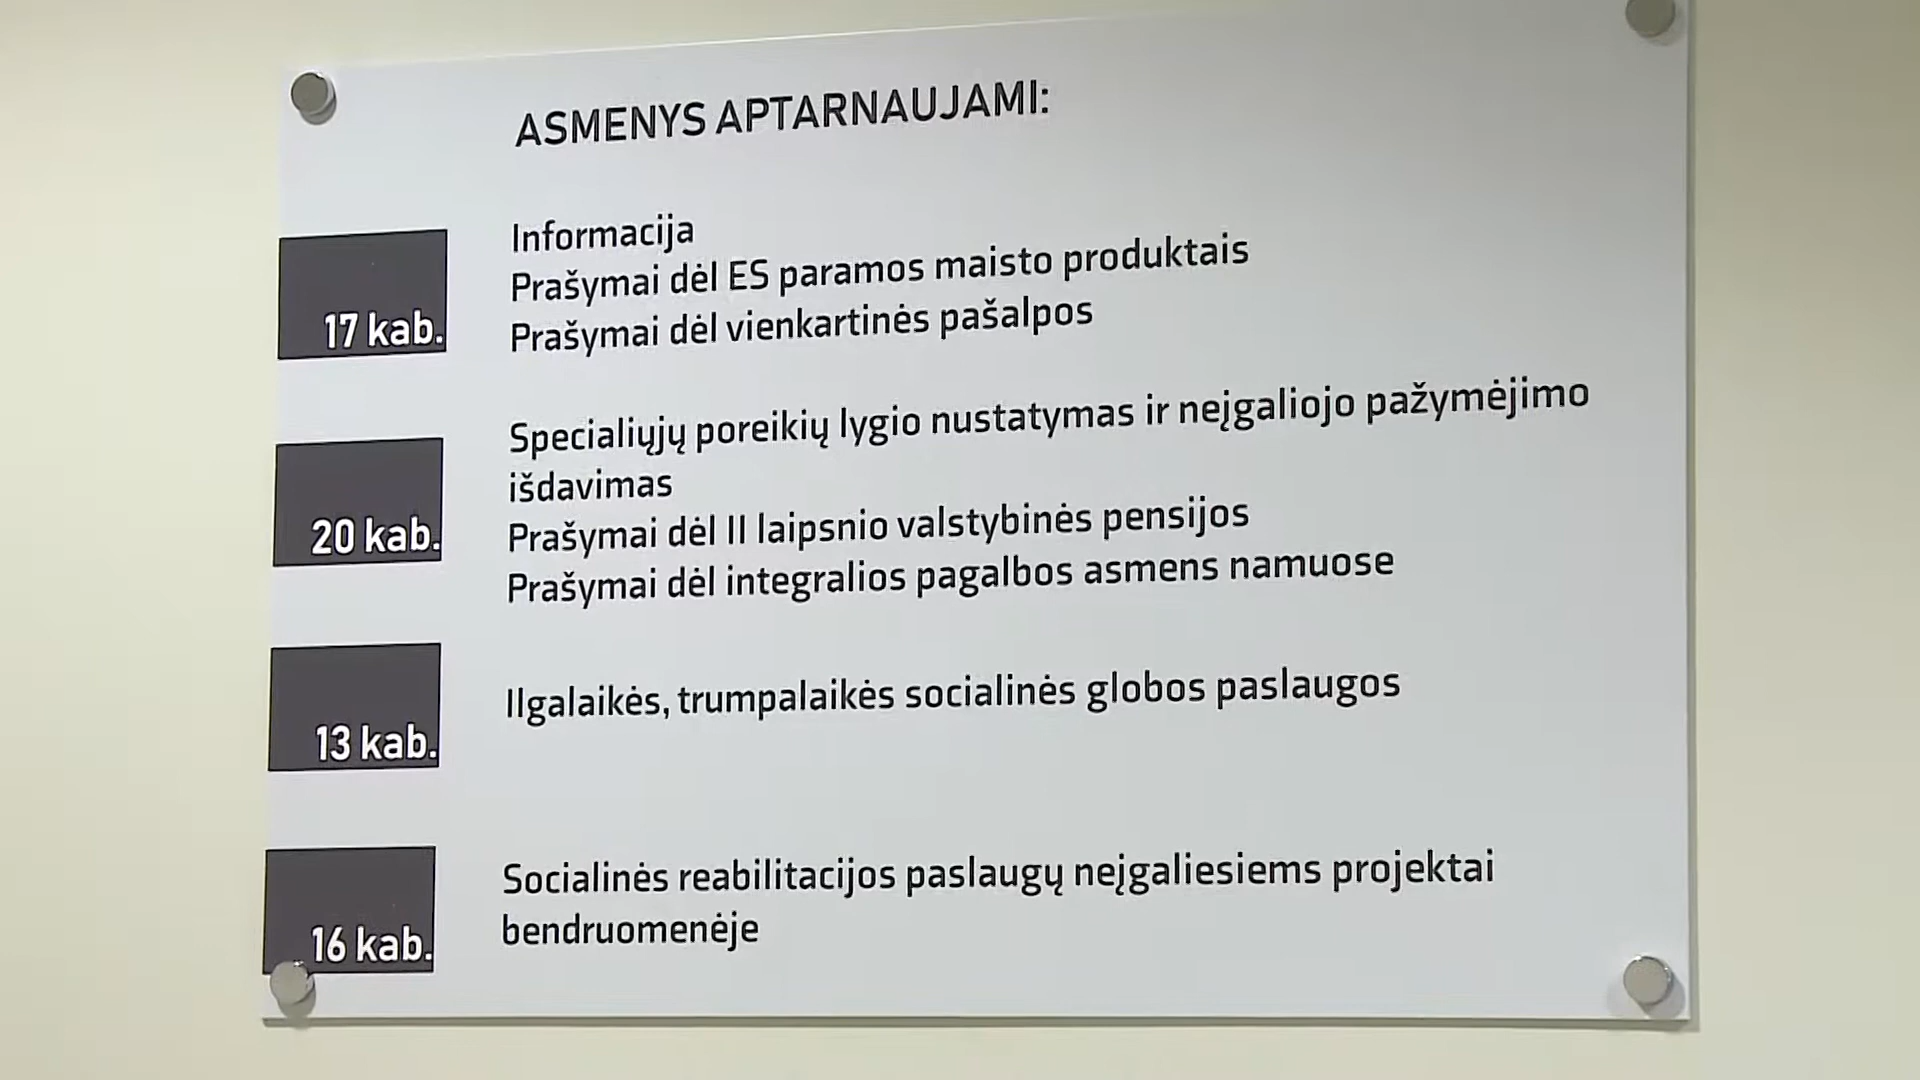 ASMENYS APTARNAUJAMI:
17 kab.
Informacija
Prašymai dėl ES paramos maisto produktais
Prašymai dėl vienkartinės pašalpos
20 kab.
Specialiųjų poreikių lygio nustatymas ir neįgaliojo pažymėjimo
išdavimas
Prašymai dėl II laipsnio valstybinės pensijos
Prašymai dėl integralios pagalbos asmens namuose
13 kab.
Ilgalaikės, trumpalaikės socialinės globos paslaugos
16 kab.
Socialinės reabilitacijos paslaugų neįgaliesiems projektai
bendruomenėje